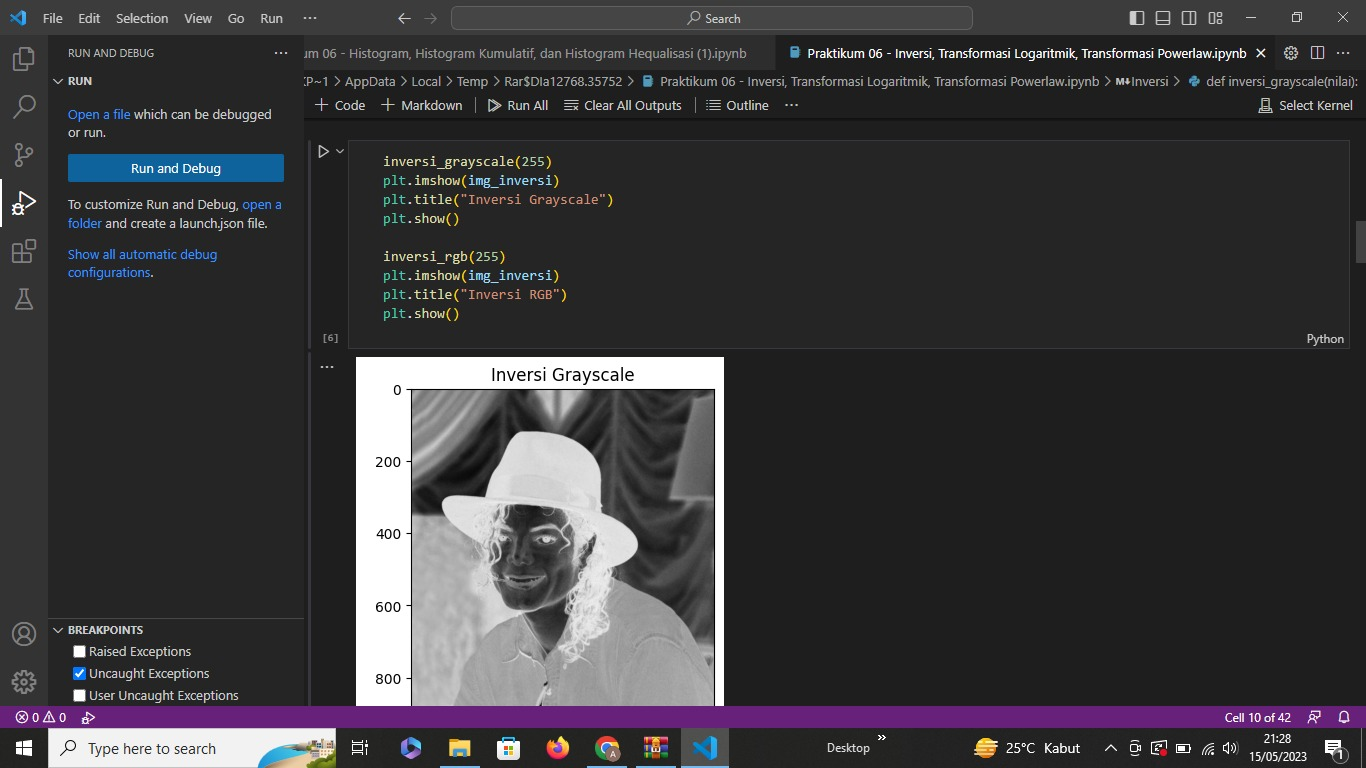 File Edit Selection View Go Run ···
Search
RUN AND DEBUG
RUN
Open a file which can be debugged
or run.
Run and Debug
To customize Run and Debug, open a
folder and create a launch.json file.
Show all automatic debug
configurations.
BREAKPOINTS
Raised Exceptions
Uncaught Exceptions
User Uncaught Exceptions
um 06 - Histogram, Histogram Kumulatif, dan Histogram Hequalisasi (1).ipynb
Praktikum 06 - Inversi, Transformasi Logaritmik, Transformasi Powerlaw.ipynb
P~1 > AppData > Local > Temp > Rar$DIa12768.35752 > Praktikum 06 - Inversi, Transformasi Logaritmik, Transformasi Powerlaw.ipynb > M↓Inversi > def inversi_grayscale(nilai):
+ Code + Markdown Run All Clear All Outputs Outline ··· Select Kernel
inversi_grayscale(255)
plt.imshow(img_inversi)
plt.title("Inversi Grayscale")
plt.show()
inversi_rgb(255)
plt.imshow(img_inversi)
plt.title("Inversi RGB")
plt.show()
[6]
Python
Inversi Grayscale
0
200
400
600
800
0 0
Cell 10 of 42
Type here to search
Desktop
25°C Kabut
21:28
15/05/2023
1